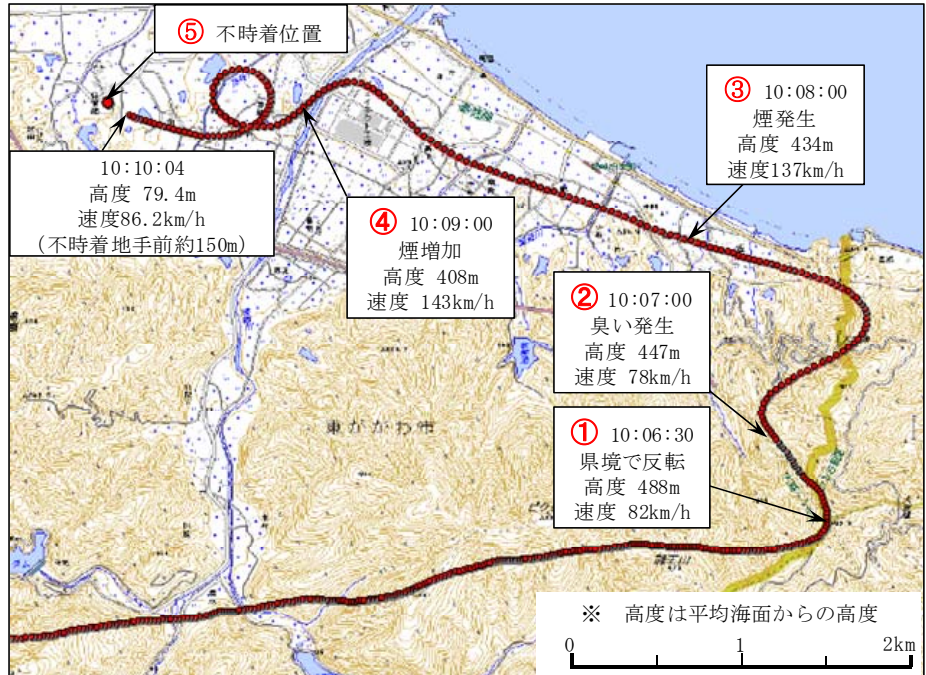 ⑤ 不時着位置
③ 10:08:00
煙発生
高度 434m
速度137km/h
10:10:04
高度 79.4m
速度86.2km/h
(不時着地手前約150m)
④ 10:09:00
煙増加
高度 408m
速度 143km/h
② 10:07:00
臭い発生
高度 447m
速度 78km/h
① 10:06:30
県境で反転
高度 488m
速度 82km/h
東かがわ市
※ 高度は平均海面からの高度
0 1 2km